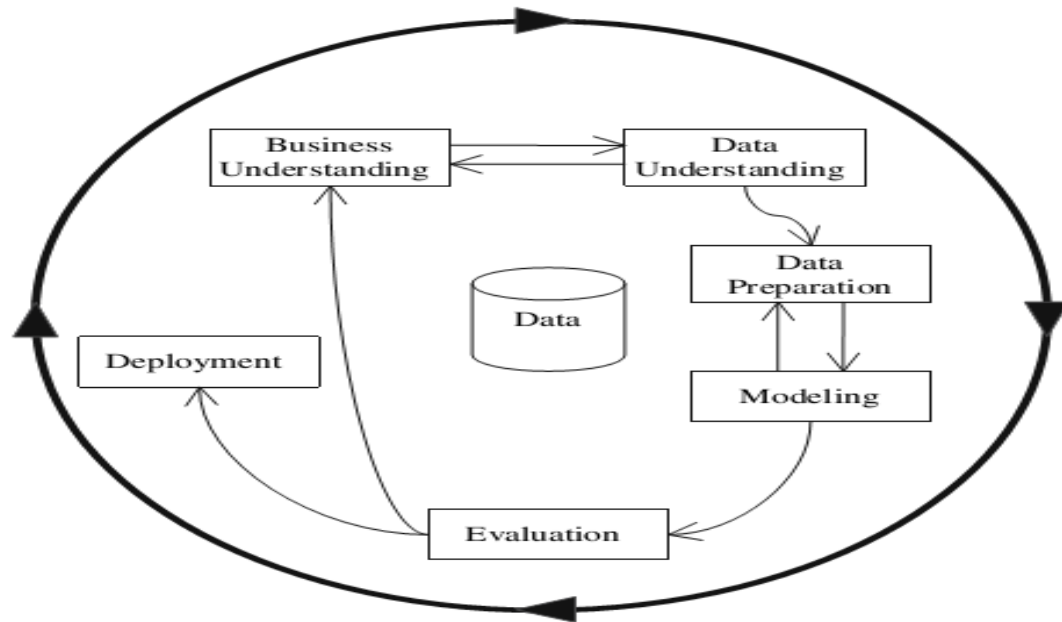 Business
Understanding
Data
Understanding
Data
Preparation
Data
Deployment
Modeling
Evaluation